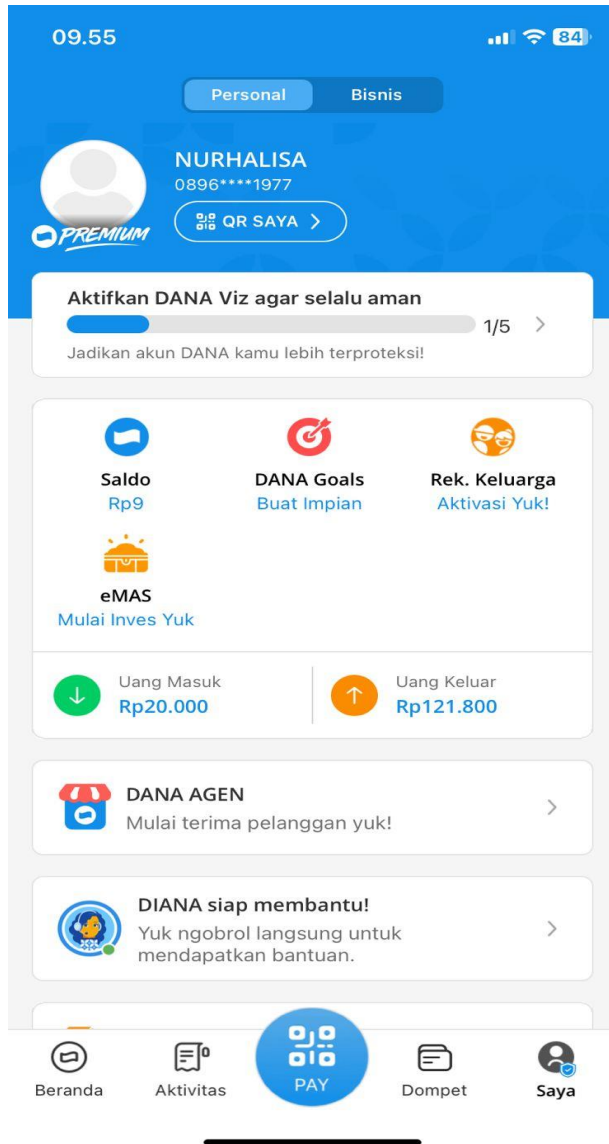 09.55
84
Personal Bisnis
NURHALISA
0896****1977
PREMIUM
QR SAYA
Aktifkan DANA Viz agar selalu aman
1/5
Jadikan akun DANA kamu lebih terproteksi!
Saldo DANA Goals Rek. Keluarga
Rp9 Buat Impian Aktivasi Yuk!
eMAS
Mulai Inves Yuk
Uang Masuk Uang Keluar
Rp20.000 Rp121.800
DANA AGEN
Mulai terima pelanggan yuk!
DIANA siap membantu!
Yuk ngobrol langsung untuk
mendapatkan bantuan.
PAY
Beranda Aktivitas Dompet Saya